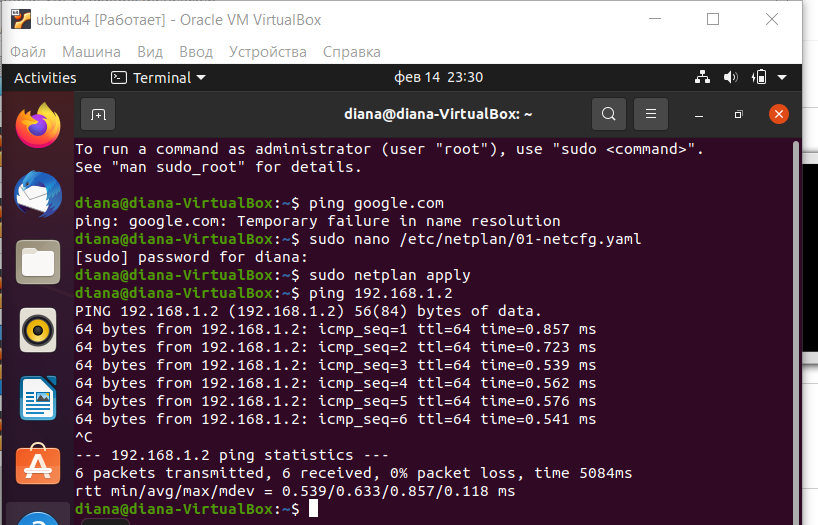 ubuntu4 [Работает] - Oracle VM VirtualBox
Файл Машина Вид Ввод Устройства Справка
Activities Terminal фев 14 23:30
diana@diana-VirtualBox: ~
To run a command as administrator (user "root"), use "sudo <command>".
See "man sudo_root" for details.
diana@diana-VirtualBox:~$ ping google.com
ping: google.com: Temporary failure in name resolution
diana@diana-VirtualBox:~$ sudo nano /etc/netplan/01-netcfg.yaml
[sudo] password for diana:
diana@diana-VirtualBox:~$ sudo netplan apply
diana@diana-VirtualBox:~$ ping 192.168.1.2
PING 192.168.1.2 (192.168.1.2) 56(84) bytes of data.
64 bytes from 192.168.1.2: icmp_seq=1 ttl=64 time=0.857 ms
64 bytes from 192.168.1.2: icmp_seq=2 ttl=64 time=0.723 ms
64 bytes from 192.168.1.2: icmp_seq=3 ttl=64 time=0.539 ms
64 bytes from 192.168.1.2: icmp_seq=4 ttl=64 time=0.562 ms
64 bytes from 192.168.1.2: icmp_seq=5 ttl=64 time=0.576 ms
64 bytes from 192.168.1.2: icmp_seq=6 ttl=64 time=0.541 ms
^C
--- 192.168.1.2 ping statistics ---
6 packets transmitted, 6 received, 0% packet loss, time 5084ms
rtt min/avg/max/mdev = 0.539/0.633/0.857/0.118 ms
diana@diana-VirtualBox:~$